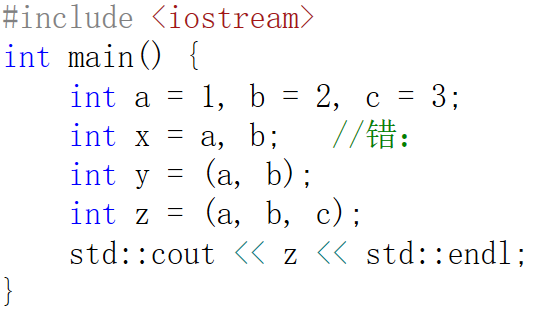 #include <iostream>
int main() {
    int a = 1, b = 2, c = 3;
    int x = a, b;   //错:
    int y = (a, b);
    int z = (a, b, c);
    std::cout << z << std::endl;
}